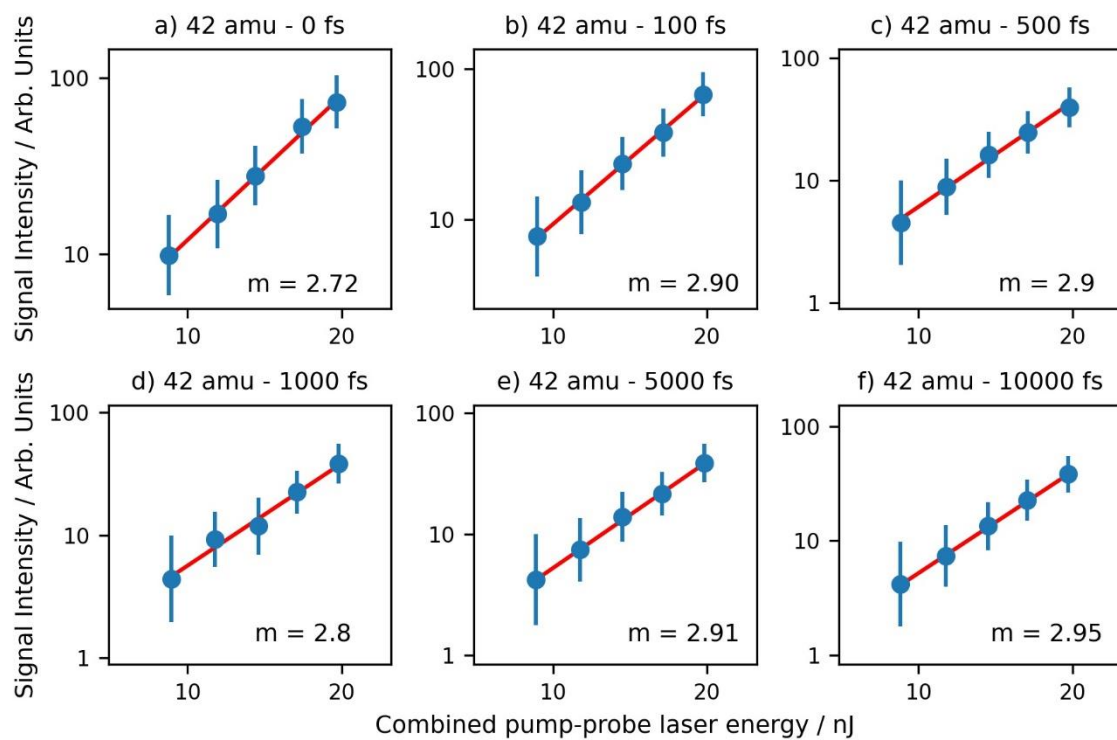 a) 42 amu - 0 fs
b) 42 amu - 100 fs
c) 42 amu - 500 fs
Signal Intensity / Arb. Units
100
10
m = 2.72
10
20
100
10
m = 2.90
10
20
100
10
1
m = 2.9
10
20
d) 42 amu - 1000 fs
e) 42 amu - 5000 fs
f) 42 amu - 10000 fs
Signal Intensity / Arb. Units
100
10
1
m = 2.8
10
20
100
10
1
m = 2.91
10
20
100
10
1
m = 2.95
10
20
Combined pump-probe laser energy / nJ